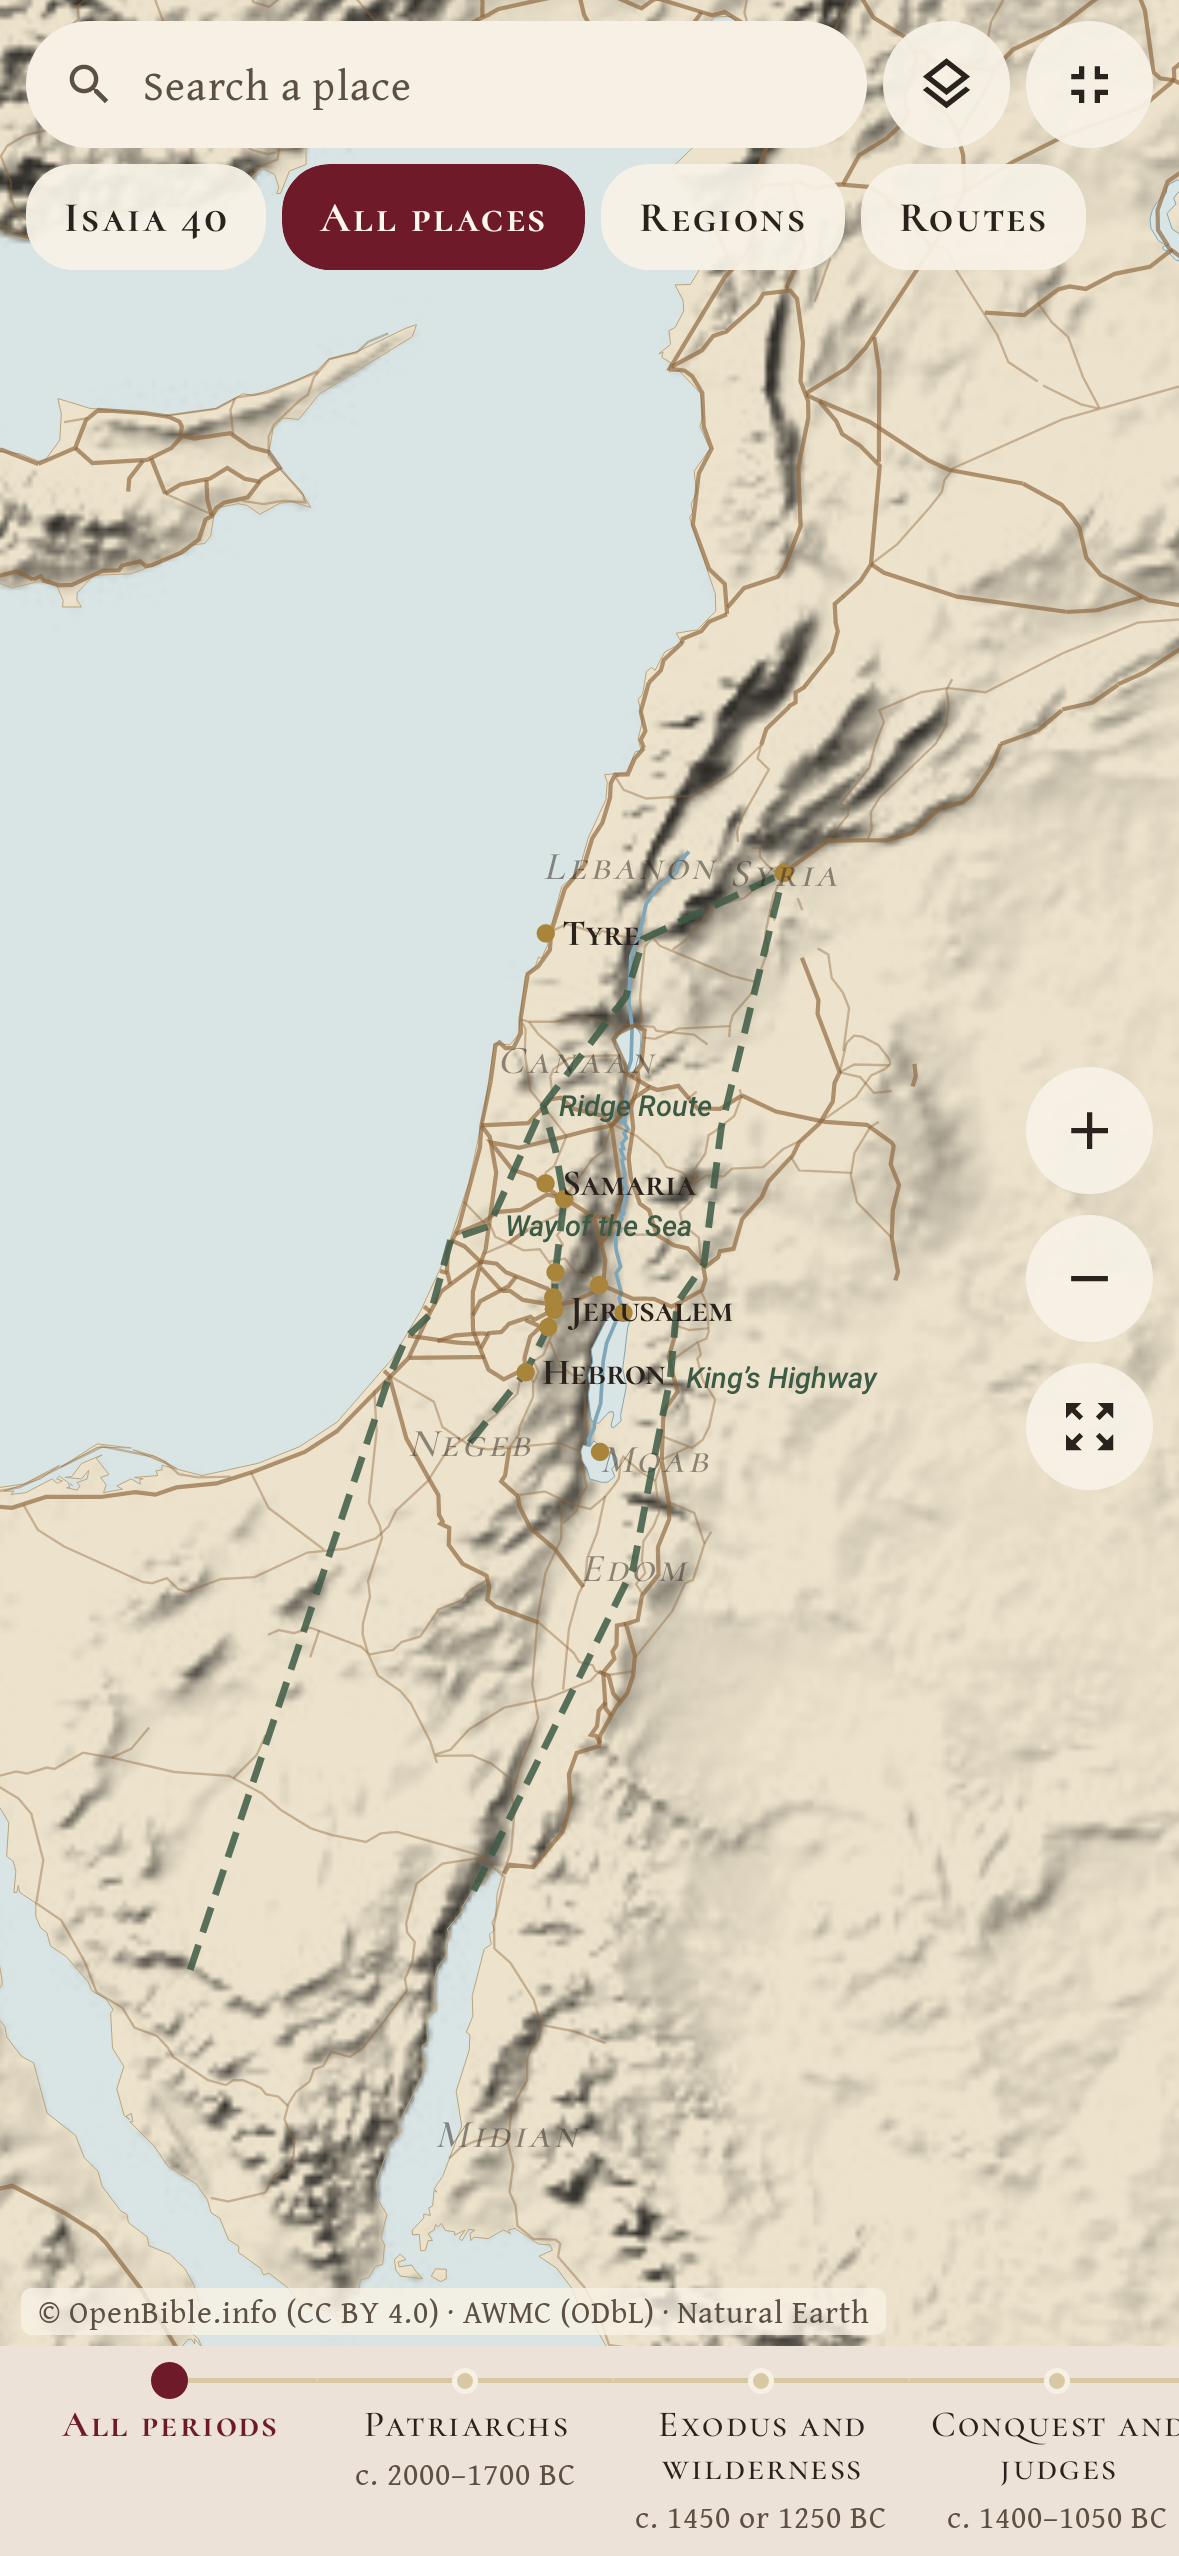 Search a place
Isaia 40
All places
Regions
Routes
Lebanon
Syria
Tyre
Canaan
Ridge Route
Samaria
Way of the Sea
Jerusalem
Hebron
King's Highway
Negeb
Moab
Edom
Midian
© OpenBible.info (CC BY 4.0) · AWMC (ODbL) · Natural Earth
All periods
Patriarchs
c. 2000–1700 BC
Exodus and
wilderness
c. 1450 or 1250 BC
Conquest and
judges
c. 1400–1050 BC